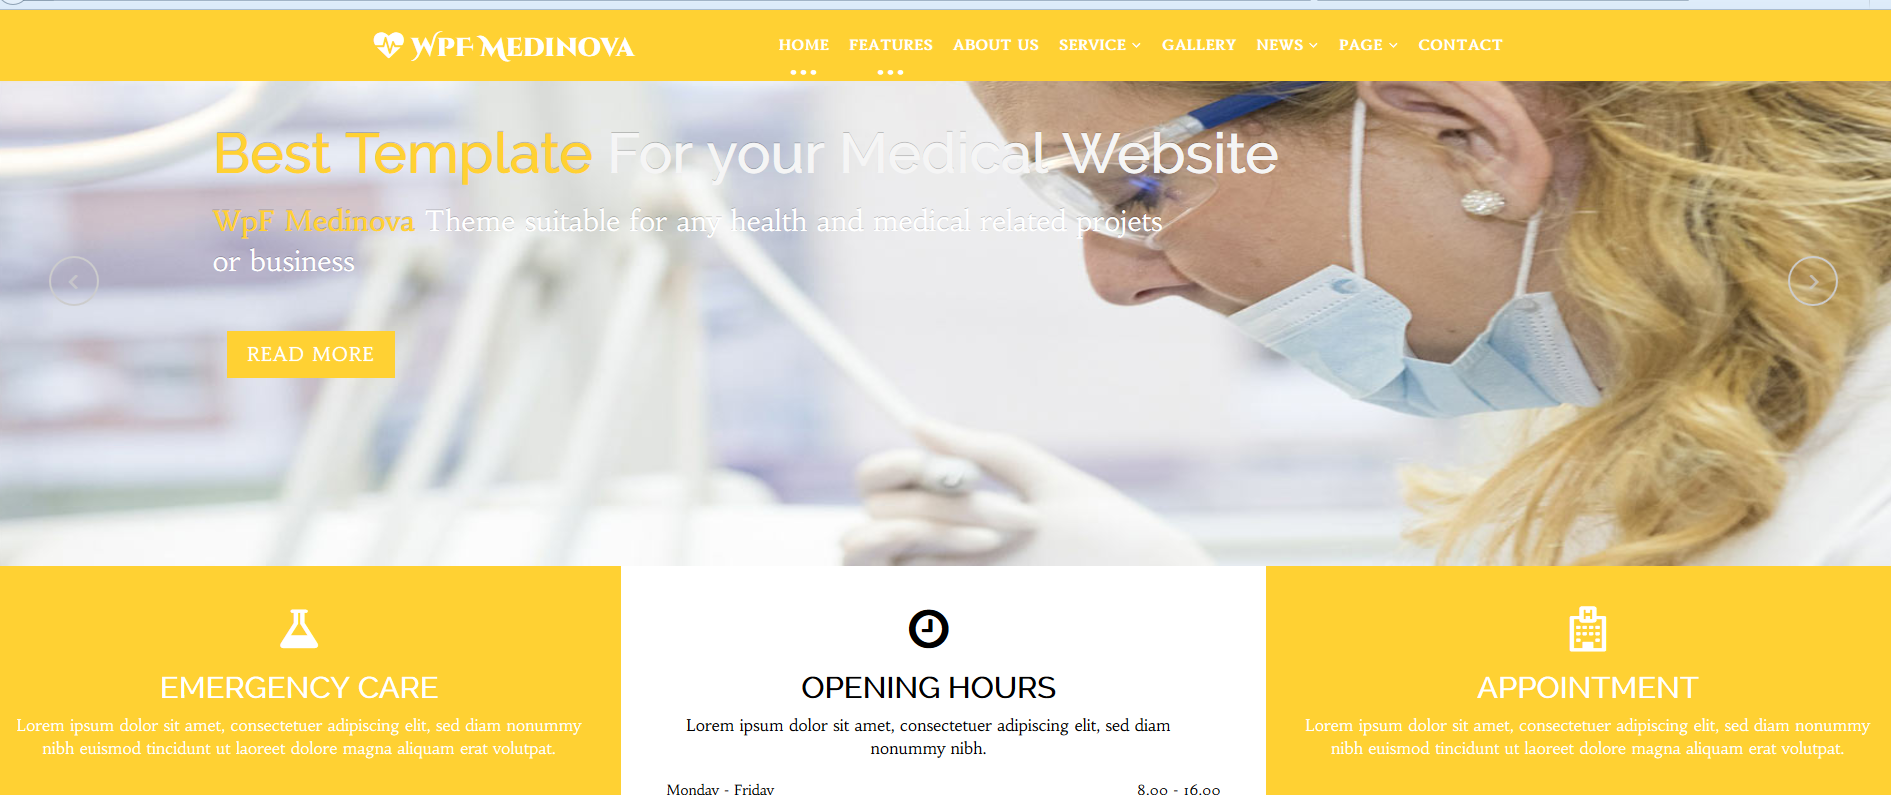 WpF Medinova
HOME FEATURES ABOUT US SERVICE GALLERY NEWS PAGE CONTACT
Best Template For your Medical Website
WpF Medinova Theme suitable for any health and medical related projets
or business
READ MORE
H
EMERGENCY CARE
Lorem ipsum dolor sit amet, consectetuer adipiscing elit, sed diam nonummy
nibh euismod tincidunt ut laoreet dolore magna aliquam erat volutpat.
OPENING HOURS
Lorem ipsum dolor sit amet, consectetuer adipiscing elit, sed diam
nonummy nibh.
Monday - Friday 8.00 - 16.00
APPOINTMENT
Lorem ipsum dolor sit amet, consectetuer adipiscing elit, sed diam nonummy
nibh euismod tincidunt ut laoreet dolore magna aliquam erat volutpat.